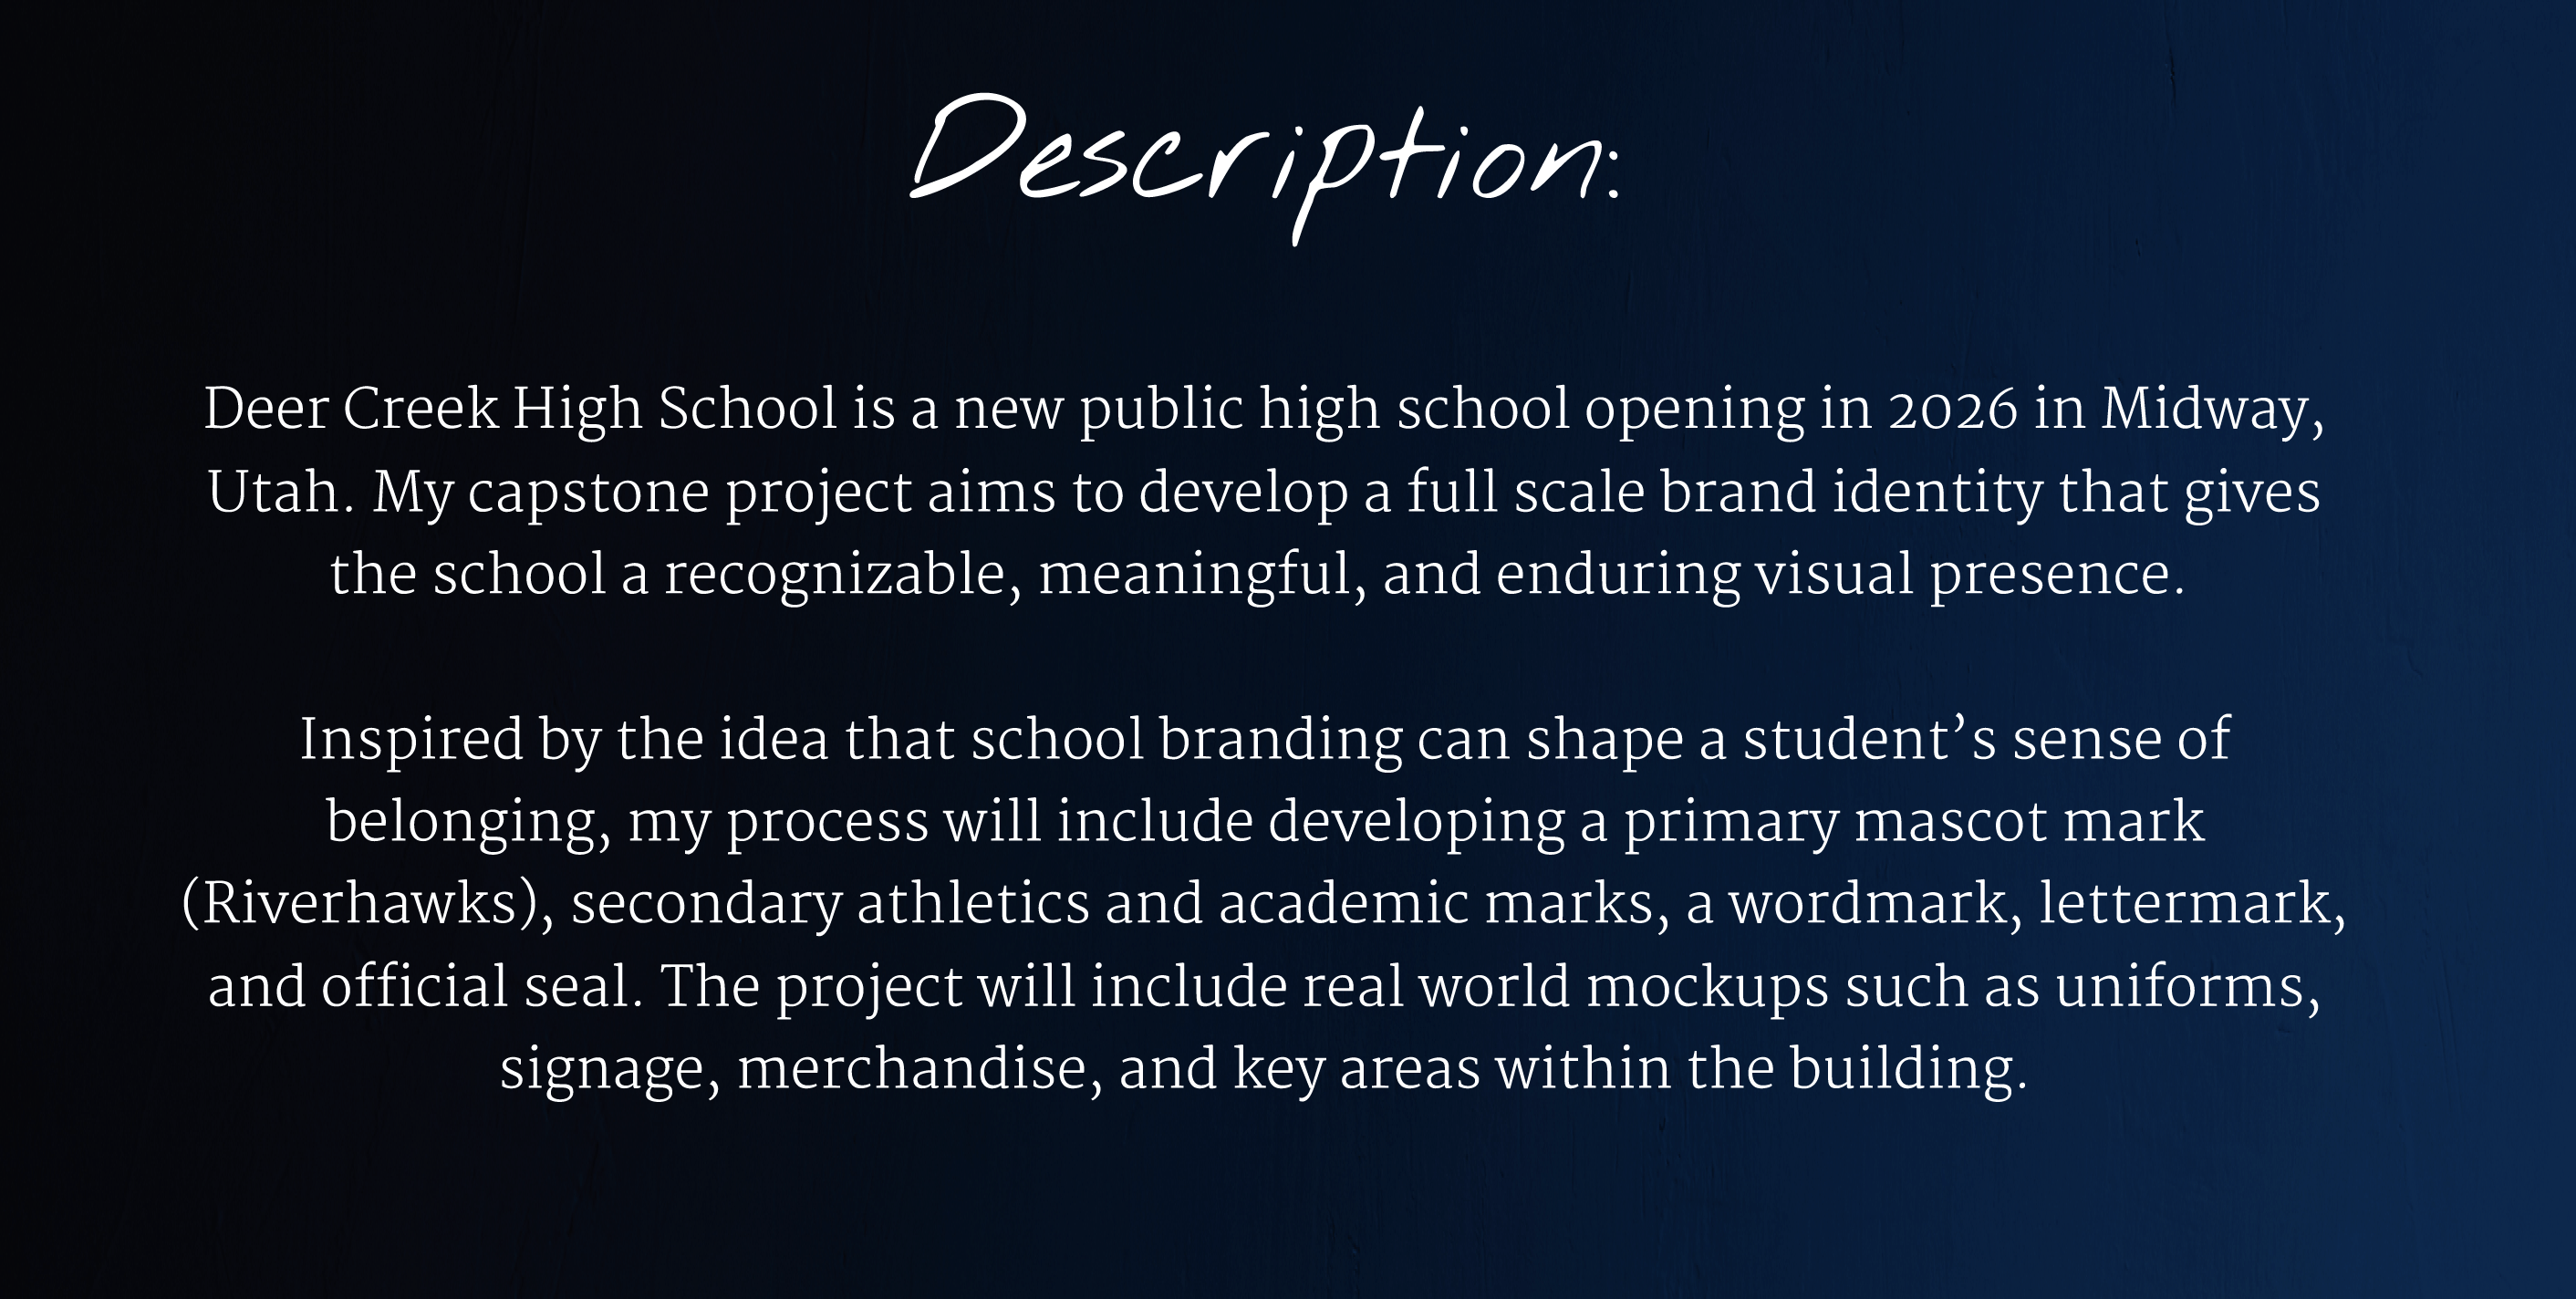 Description:
Deer Creek High School is a new public high school opening in 2026 in Midway,
Utah. My capstone project aims to develop a full scale brand identity that gives
the school a recognizable, meaningful, and enduring visual presence.
Inspired by the idea that school branding can shape a student’s sense of
belonging, my process will include developing a primary mascot mark
(Riverhawks), secondary athletics and academic marks, a wordmark, lettermark,
and official seal. The project will include real world mockups such as uniforms,
signage, merchandise, and key areas within the building.